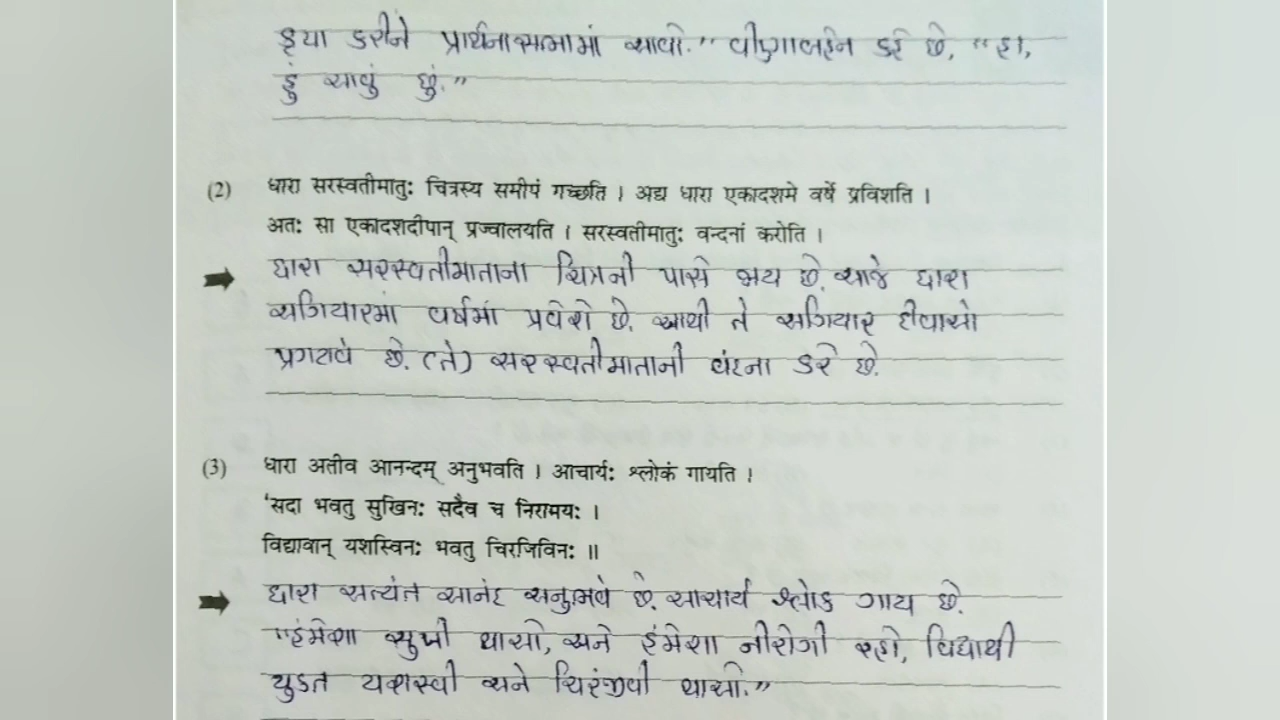 કૃપા કરીને પ્રાર્થનાસભામાં આવો." વીણાબહેન કહે છે, "હા,
હું આવું છું."
(2) धारा सरस्वतीमातुः चित्रस्य समीपं गच्छति । अद्य धारा एकादशमे वर्षे प्रविशति ।
अतः सा एकादशदीपान् प्रज्वालयति । सरस्वतीमातुः वन्दनां करोति ।
ધારા સરસ્વતીમાતાના ચિત્રની પાસે જાય છે. આજે ધારા
અગિયારમાં વર્ષમાં પ્રવેશે છે. આથી તે અગિયાર દીવાઓ
પ્રગટાવે છે. (તે) સરસ્વતીમાતાની વંદના કરે છે.
(3) धारा अतीव आनन्दम् अनुभवति । आचार्यः श्लोकं गायति ।
'सदा भवतु सुखिनः सदैव च निरामयः ।
विद्यावान् यशस्विनः भवतु चिरजिविनः ॥
ધારા અત્યંત આનંદ અનુભવે છે. આચાર્ય શ્લોક ગાય છે.
"હંમેશા સુખી થાઓ, અને હંમેશા નીરોગી રહો, વિદ્યાથી
યુક્ત યશસ્વી અને ચિરંજીવી થાઓ."